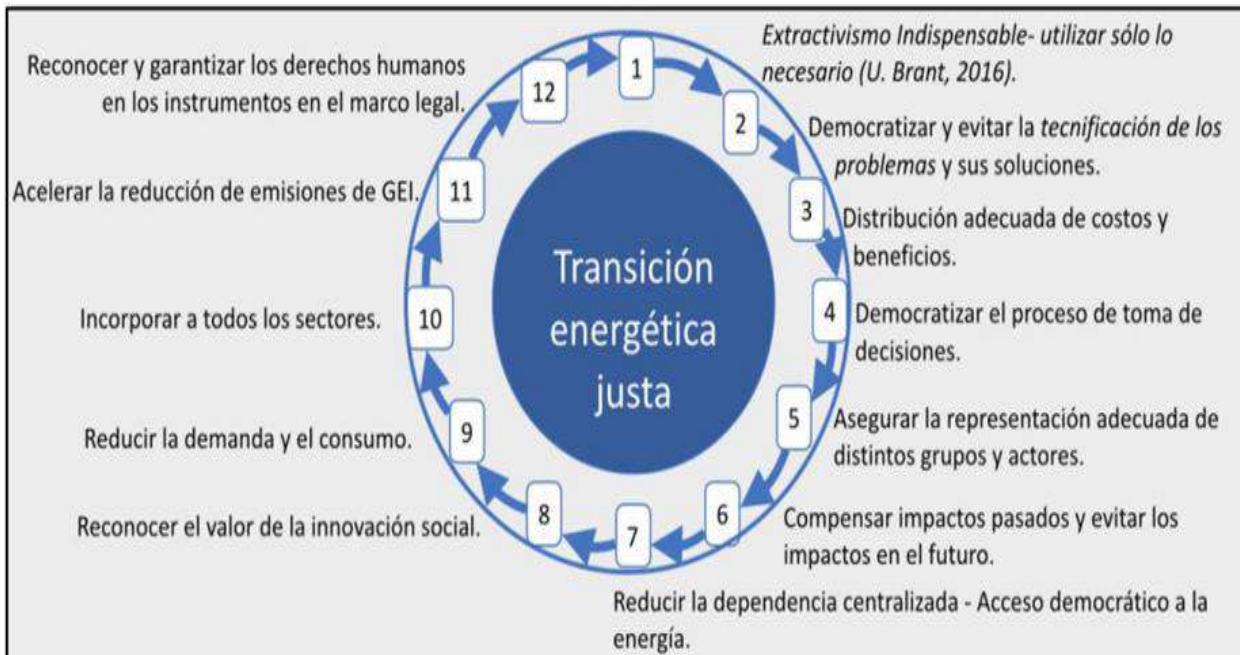 1
Extractivismo Indispensable- utilizar sólo lo
necesario (U. Brant, 2016).
2
Democratizar y evitar la tecnificación de los
problemas y sus soluciones.
3
Distribución adecuada de costos y
beneficios.
4
Democratizar el proceso de toma de
decisiones.
5
Asegurar la representación adecuada de
distintos grupos y actores.
6
Compensar impactos pasados y evitar los
impactos en el futuro.
7
Reducir la dependencia centralizada - Acceso democrático a la
energía.
8
Reconocer el valor de la innovación social.
9
Reducir la demanda y el consumo.
10
Incorporar a todos los sectores.
11
Acelerar la reducción de emisiones de GEI.
12
Reconocer y garantizar los derechos humanos
en los instrumentos en el marco legal.
Transición
energética
justa